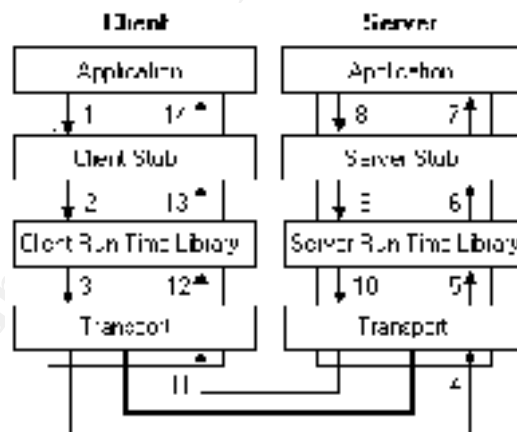 Client Server
Application Application
1 14 8 7
Client Stub Server Stub
2 13 6
Client Run Time Library Server Run Time Library
3 12 10 5
Transport Transport
11 4